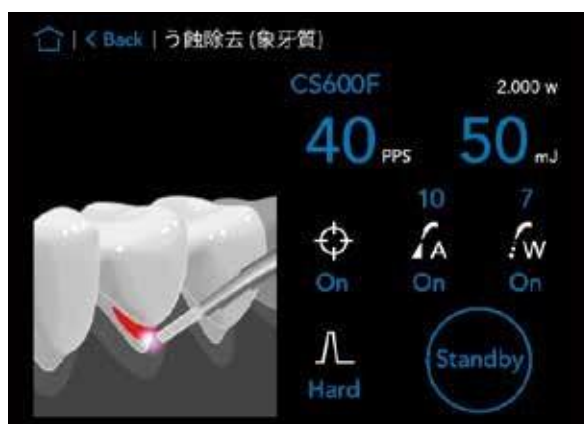 < Back | う蝕除去 (象牙質)
CS600F 2.000 w
40 PPS 50 mJ
10 7
A W
On On On
Hard Standby